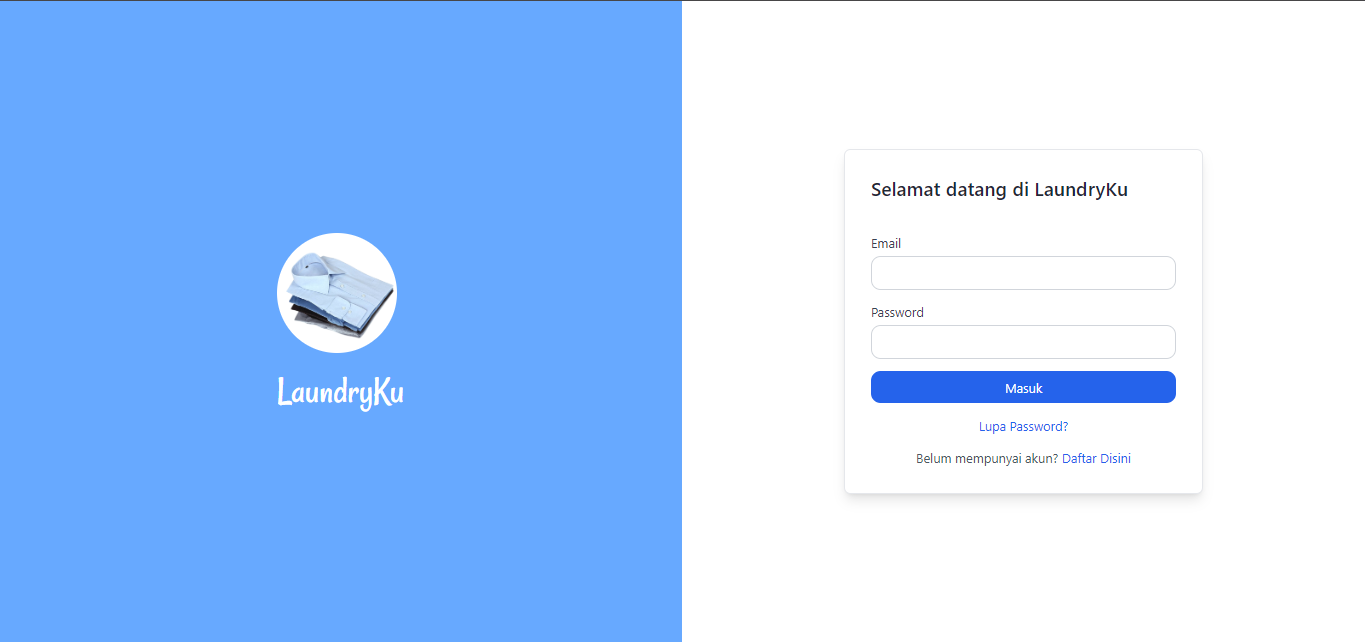 LaundryKu
Selamat datang di LaundryKu
Email
Password
Masuk
Lupa Password?
Belum mempunyai akun? Daftar Disini